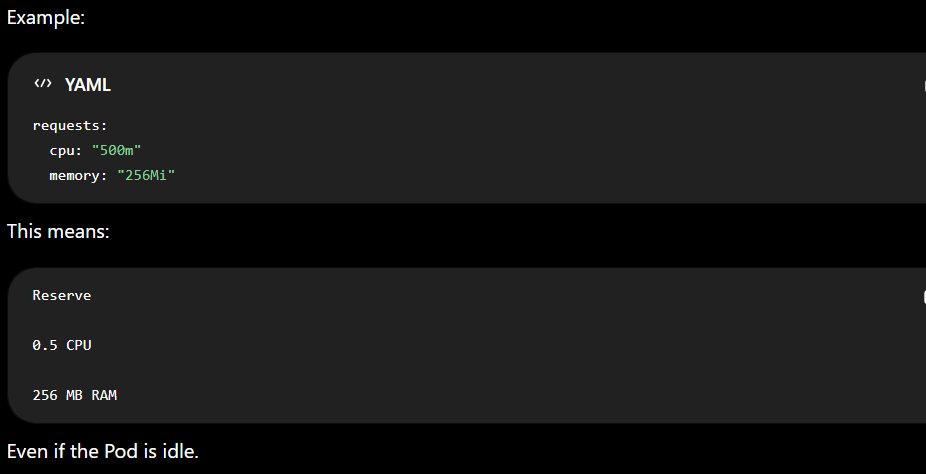 Example:
</> YAML
requests:
  cpu: "500m"
  memory: "256Mi"
This means:
Reserve
0.5 CPU
256 MB RAM
Even if the Pod is idle.